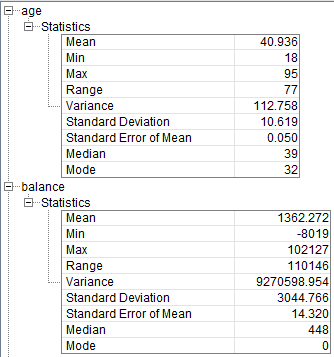 age
Statistics
Mean 40.936
Min 18
Max 95
Range 77
Variance 112.758
Standard Deviation 10.619
Standard Error of Mean 0.050
Median 39
Mode 32
balance
Statistics
Mean 1362.272
Min -8019
Max 102127
Range 110146
Variance 9270598.954
Standard Deviation 3044.766
Standard Error of Mean 14.320
Median 448
Mode 0